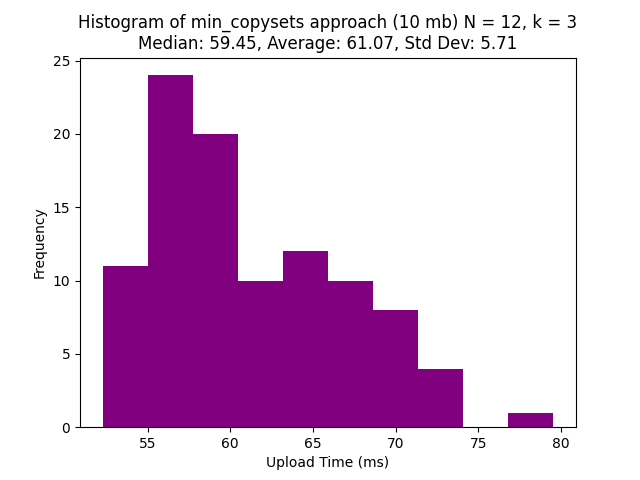 Histogram of min_copysets approach (10 mb) N = 12, k = 3
Median: 59.45, Average: 61.07, Std Dev: 5.71
25
20
15
10
5
0
Frequency
55 60 65 70 75 80
Upload Time (ms)